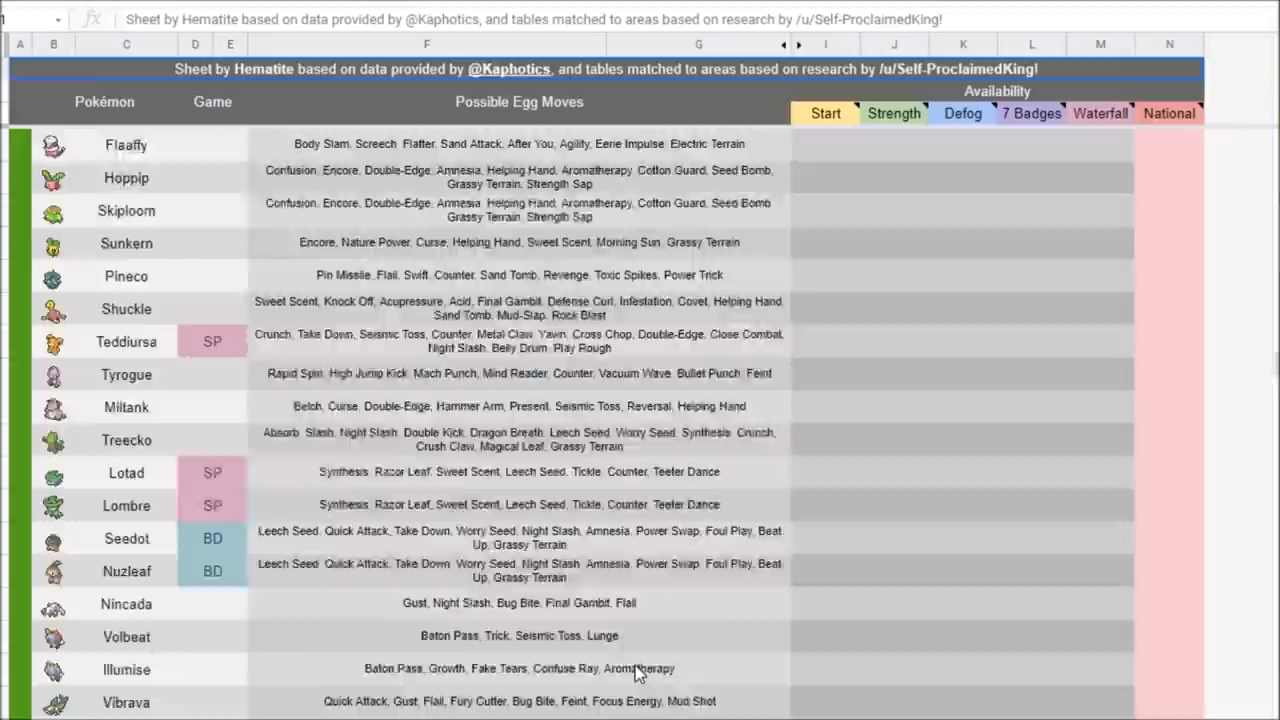 1 fx Sheet by Hematite based on data provided by @Kaphotics, and tables matched to areas based on research by /u/Self-ProclaimedKing!
A B C D E F G I J K L M N
Sheet by Hematite based on data provided by @Kaphotics, and tables matched to areas based on research by /u/Self-ProclaimedKing!
Pokémon Game Possible Egg Moves Availability
Start Strength Defog 7 Badges Waterfall National
Flaaffy Body Slam, Screech, Flatter, Sand Attack, After You, Agility, Eerie Impulse, Electric Terrain
Hoppip Confusion, Encore, Double-Edge, Amnesia, Helping Hand, Aromatherapy, Cotton Guard, Seed Bomb,
Grassy Terrain, Strength Sap
Skiploom Confusion, Encore, Double-Edge, Amnesia, Helping Hand, Aromatherapy, Cotton Guard, Seed Bomb
Grassy Terrain, Strength Sap
Sunkern Encore, Nature Power, Curse, Helping Hand, Sweet Scent, Morning Sun, Grassy Terrain
Pineco Pin Missile, Flail, Swift, Counter, Sand Tomb, Revenge, Toxic Spikes, Power Trick
Shuckle Sweet Scent, Knock Off, Acupressure, Acid, Final Gambit, Defense Curl, Infestation, Covet, Helping Hand
Sand Tomb, Mud-Slap, Rock Blast
Teddiursa SP Crunch, Take Down, Seismic Toss, Counter, Metal Claw, Yawn, Cross Chop, Double-Edge, Close Combat,
Night Slash, Belly Drum, Play Rough
Tyrogue Rapid Spin, High Jump Kick, Mach Punch, Mind Reader, Counter, Vacuum Wave, Bullet Punch, Feint
Miltank Belch, Curse, Double-Edge, Hammer Arm, Present, Seismic Toss, Reversal, Helping Hand
Treecko Absorb, Slash, Night Slash, Double Kick, Dragon Breath, Leech Seed, Worry Seed, Synthesis, Crunch,
Crush Claw, Magical Leaf, Grassy Terrain
Lotad SP Synthesis, Razor Leaf, Sweet Scent, Leech Seed, Tickle, Counter, Teeter Dance
Lombre SP Synthesis, Razor Leaf, Sweet Scent, Leech Seed, Tickle, Counter, Teeter Dance
Seedot BD Leech Seed, Quick Attack, Take Down, Worry Seed, Night Slash, Amnesia, Power Swap, Foul Play, Beat
Up, Grassy Terrain
Nuzleaf BD Leech Seed, Quick Attack, Take Down, Worry Seed, Night Slash, Amnesia, Power Swap, Foul Play, Beat
Up, Grassy Terrain
Nincada Gust, Night Slash, Bug Bite, Final Gambit, Flail
Volbeat Baton Pass, Trick, Seismic Toss, Lunge
Illumise Baton Pass, Growth, Fake Tears, Confuse Ray, Aromatherapy
Vibrava Quick Attack, Gust, Flail, Fury Cutter, Bug Bite, Feint, Focus Energy, Mud Shot